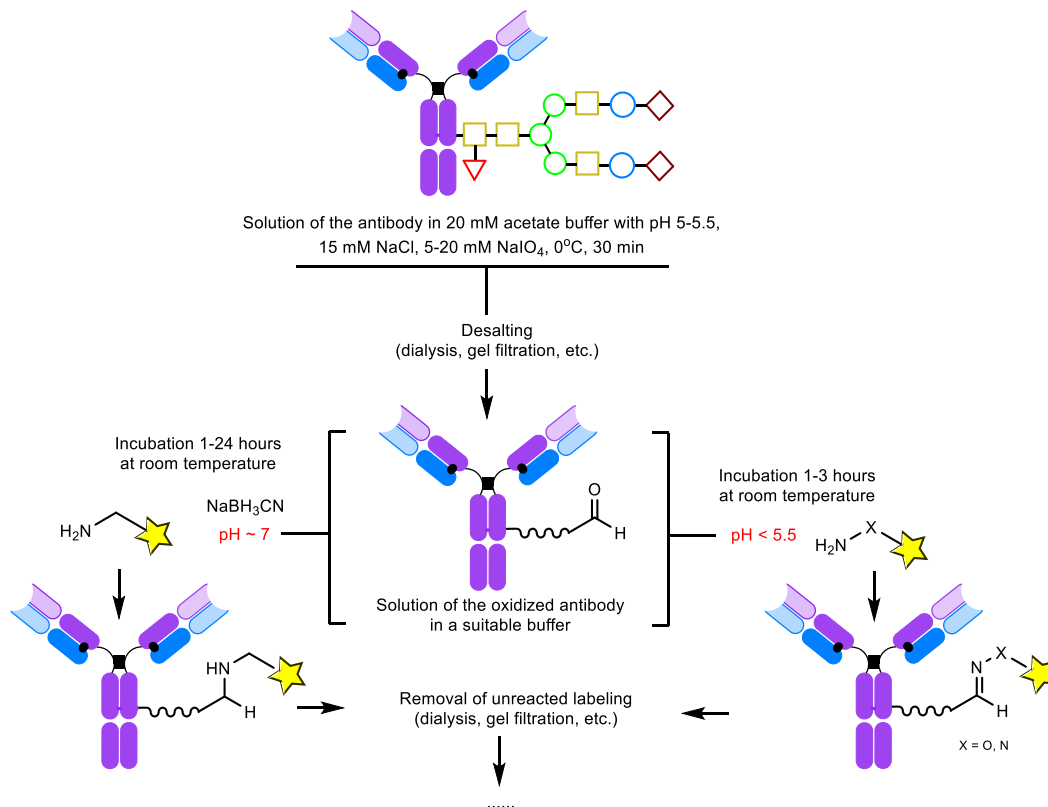 Solution of the antibody in 20 mM acetate buffer with pH 5-5.5,
15 mM NaCl, 5-20 mM NaIO4, 0oC, 30 min
Desalting
(dialysis, gel filtration, etc.)
Incubation 1-24 hours
at room temperature
NaBH3CN
pH ~ 7
H2N
O
H
Solution of the oxidized antibody
in a suitable buffer
Incubation 1-3 hours
at room temperature
pH < 5.5
H2N
X
HN
H
Removal of unreacted labeling
(dialysis, gel filtration, etc.)
......
N
X
H
X = O, N